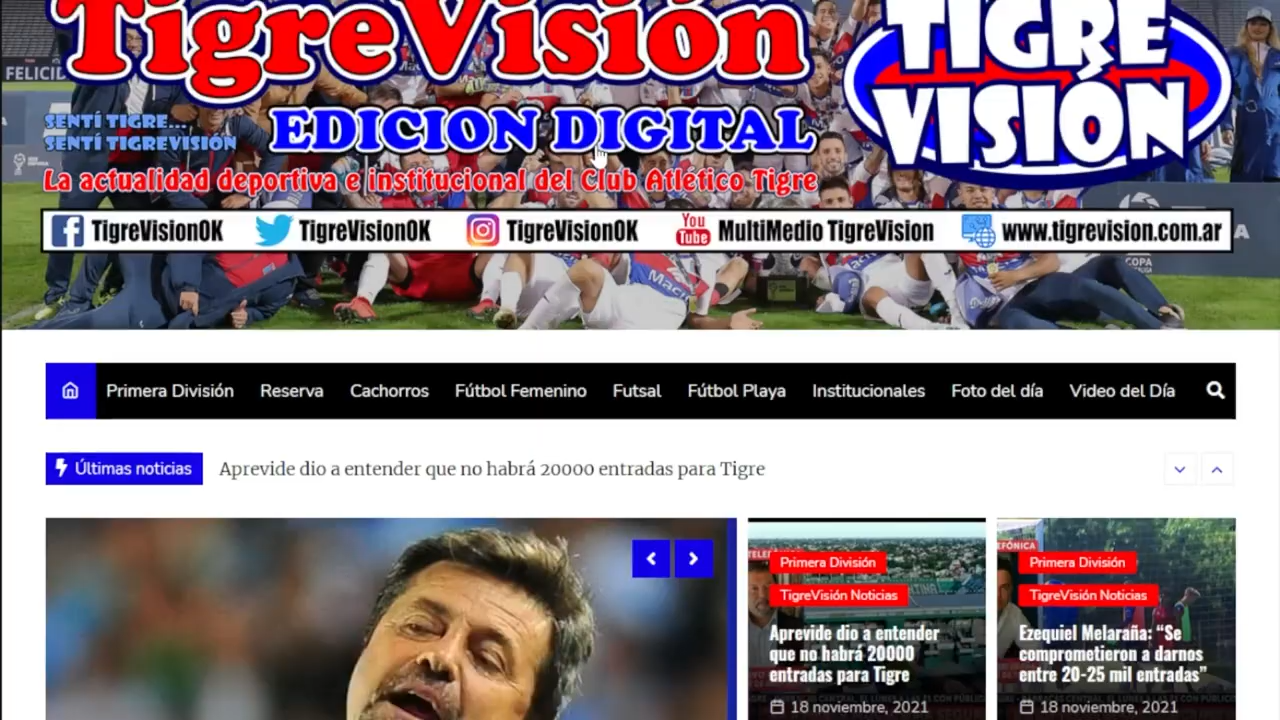 TigreVisión
TIGRE
VISIÓN
FELICID
SENTÍ TIGRE...
SENTÍ TIGREVISIÓN
EDICION DIGITAL
La actualidad deportiva e institucional del Club Atlético Tigre
TigreVisionOK TigreVisionOK TigreVisionOK You Tube MultiMedio TigreVision www.tigrevision.com.ar
COPA
Primera División Reserva Cachorros Fútbol Femenino Futsal Fútbol Playa Institucionales Foto del día Video del Día
Últimas noticias Aprevide dio a entender que no habrá 20000 entradas para Tigre
Primera División
TigreVisión Noticias
Aprevide dio a entender
que no habrá 20000
entradas para Tigre
18 noviembre, 2021
EFÓNICA
Primera División
TigreVisión Noticias
Ezequiel Melaraña: “Se
comprometieron a darnos
entre 20-25 mil entradas”
18 noviembre, 2021